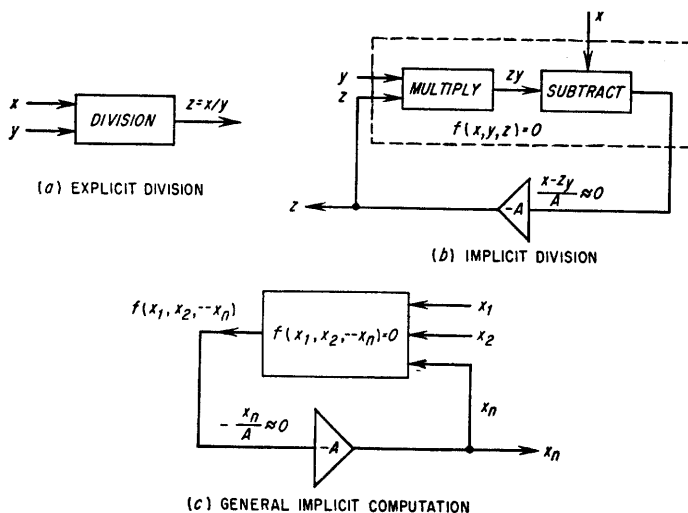 x
y
DIVISION
z=x/y
(a) EXPLICIT DIVISION
x
y
z
MULTIPLY
zy
SUBTRACT
f(x,y,z)=0
z
-A
x-zy
A
≈0
(b) IMPLICIT DIVISION
f(x₁,x₂,--xₙ)
f(x₁,x₂,--xₙ)=0
x₁
x₂
xₙ
- xₙ
A
≈0
-A
xₙ
(c) GENERAL IMPLICIT COMPUTATION